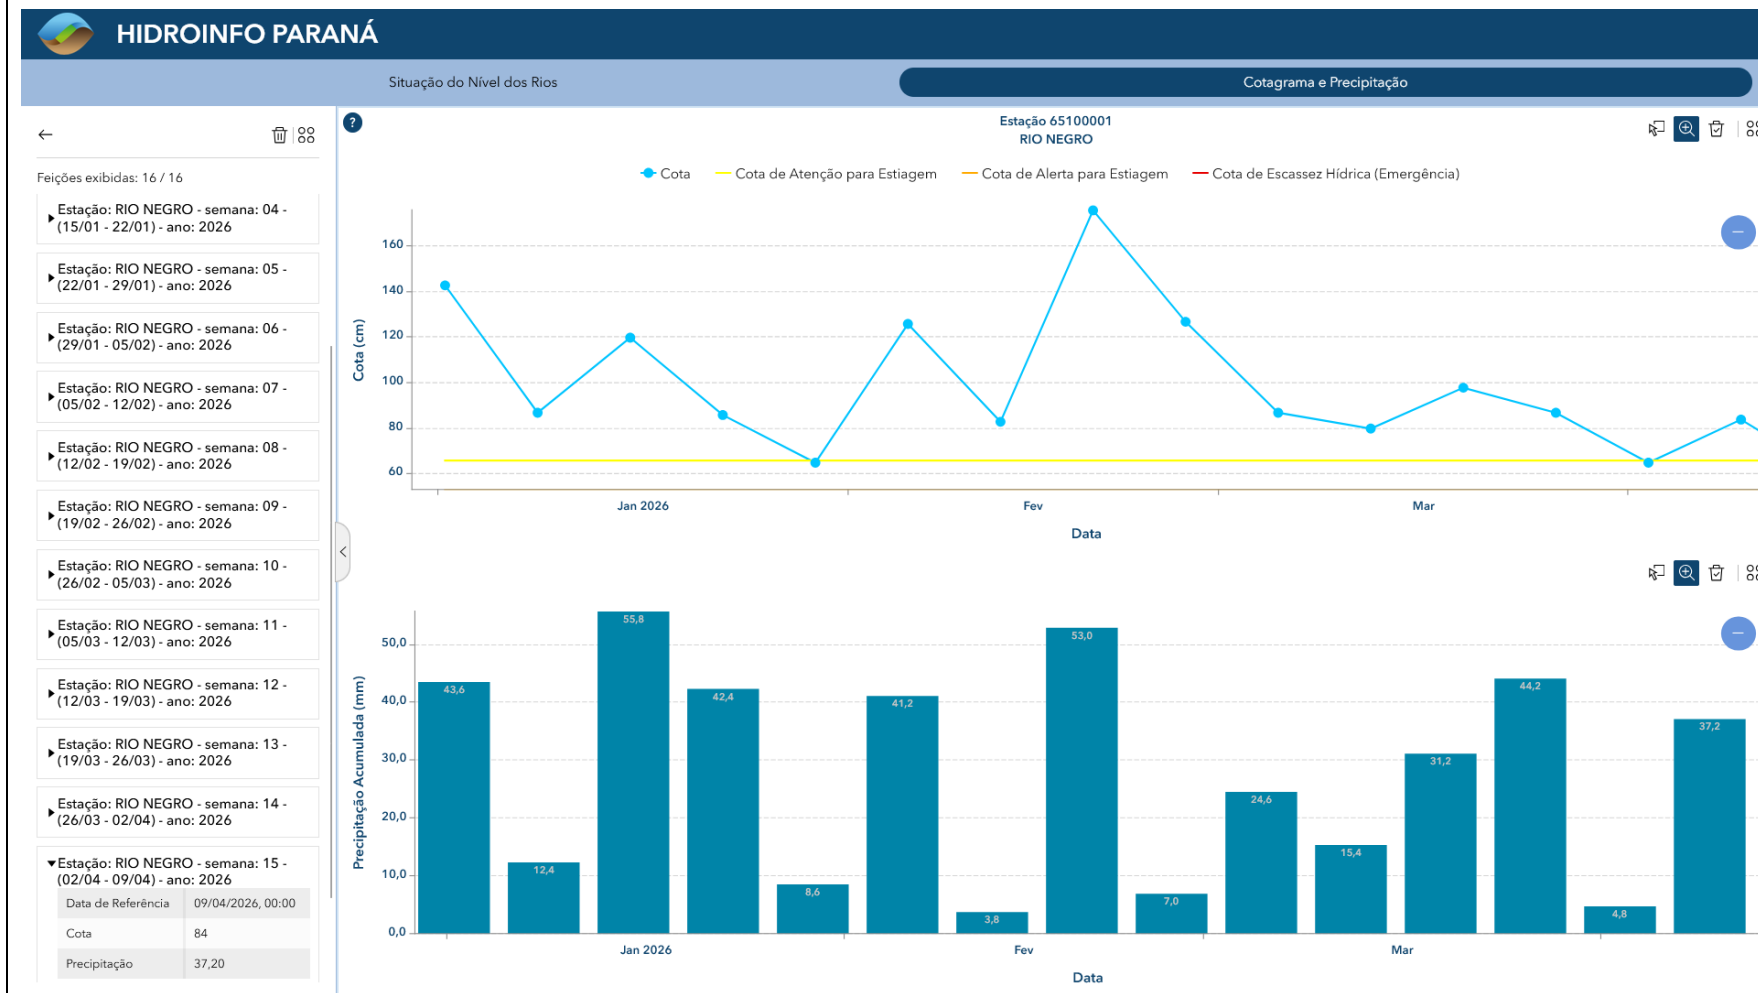 HIDROINFO PARANÁ
Situação do Nível dos Rios
Cotagrama e Precipitação
Feições exibidas: 16 / 16
Estação: RIO NEGRO - semana: 04 -
(15/01 - 22/01) - ano: 2026
Estação: RIO NEGRO - semana: 05 -
(22/01 - 29/01) - ano: 2026
Estação: RIO NEGRO - semana: 06 -
(29/01 - 05/02) - ano: 2026
Estação: RIO NEGRO - semana: 07 -
(05/02 - 12/02) - ano: 2026
Estação: RIO NEGRO - semana: 08 -
(12/02 - 19/02) - ano: 2026
Estação: RIO NEGRO - semana: 09 -
(19/02 - 26/02) - ano: 2026
Estação: RIO NEGRO - semana: 10 -
(26/02 - 05/03) - ano: 2026
Estação: RIO NEGRO - semana: 11 -
(05/03 - 12/03) - ano: 2026
Estação: RIO NEGRO - semana: 12 -
(12/03 - 19/03) - ano: 2026
Estação: RIO NEGRO - semana: 13 -
(19/03 - 26/03) - ano: 2026
Estação: RIO NEGRO - semana: 14 -
(26/03 - 02/04) - ano: 2026
Estação: RIO NEGRO - semana: 15 -
(02/04 - 09/04) - ano: 2026
Data de Referência 09/04/2026, 00:00
Cota 84
Precipitação 37,20
?
Estação 65100001
RIO NEGRO
Cota Cota de Atenção para Estiagem Cota de Alerta para Estiagem Cota de Escassez Hídrica (Emergência)
Cota (cm)
160
140
120
100
80
60
Jan 2026 Fev Mar
Data
Precipitação Acumulada (mm)
50,0
40,0
30,0
20,0
10,0
0,0
43,6
12,4
55,8
42,4
8,6
41,2
3,8
53,0
7,0
24,6
15,4
31,2
44,2
4,8
37,2
Jan 2026 Fev Mar
Data